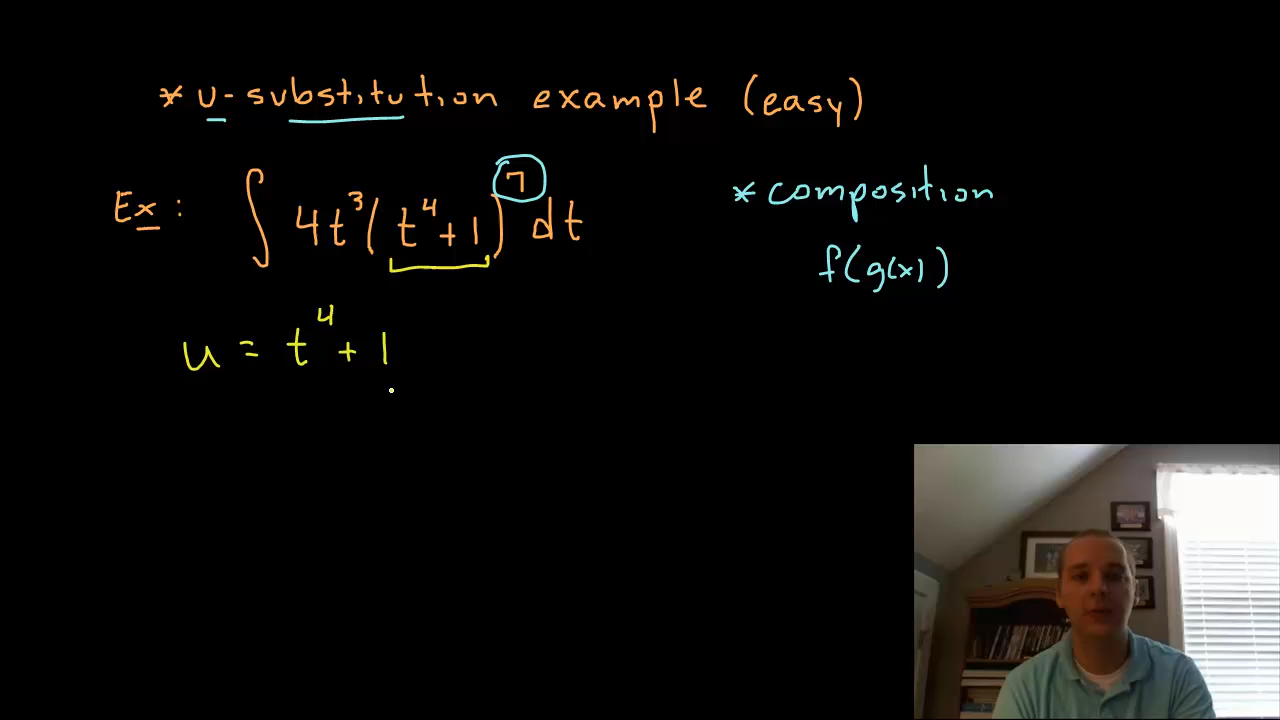 * u-substitution example (easy)
Ex: ∫ 4t³(t⁴+1)⁷ dt
* composition
f(g(x))
u = t⁴ + 1